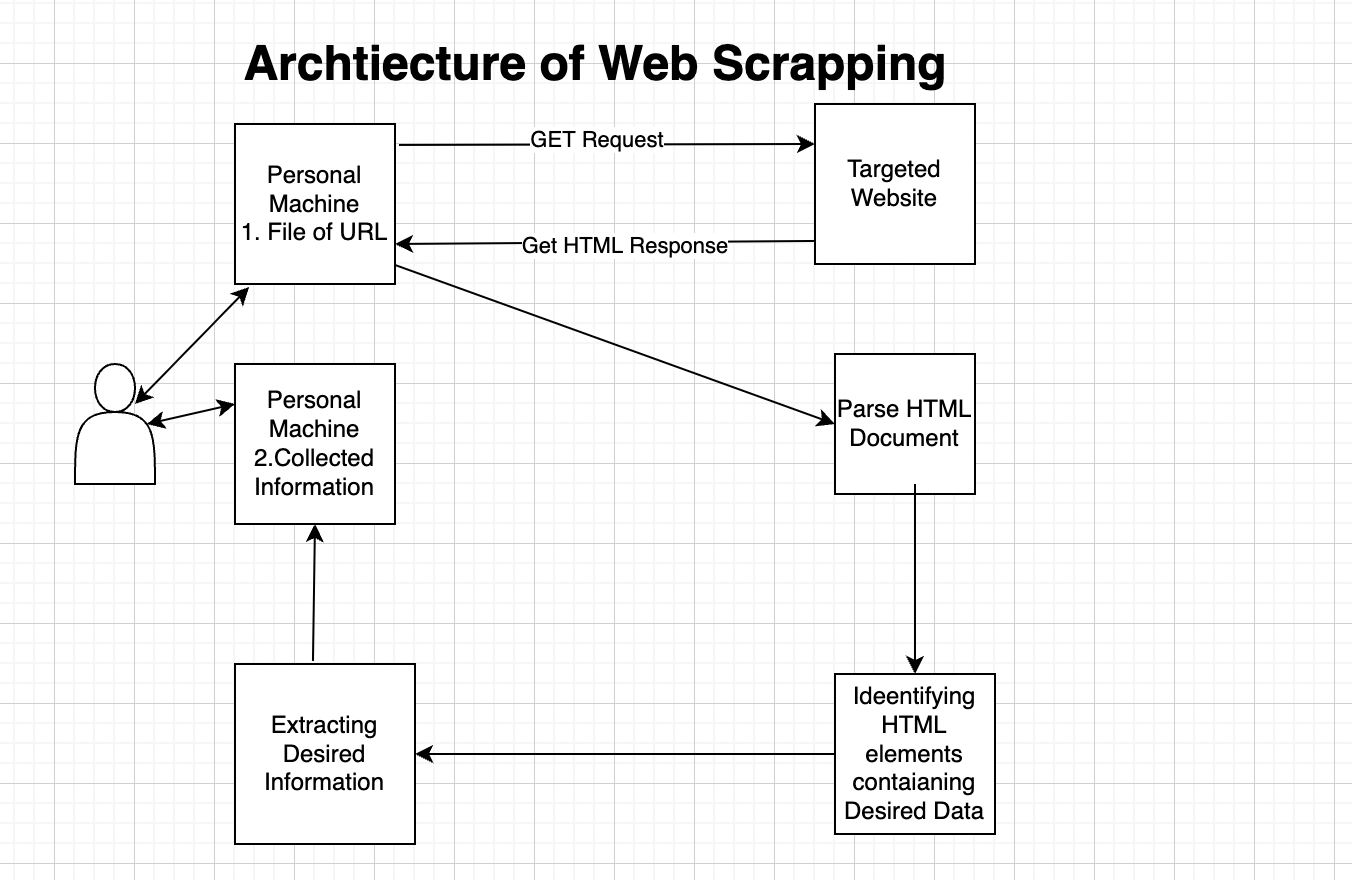 Archtiecture of Web Scrapping
Personal
Machine
1. File of URL
GET Request
Targeted
Website
Get HTML Response
Personal
Machine
2.Collected
Information
Parse HTML
Document
Extracting
Desired
Information
Ideentifying
HTML
elements
contaianing
Desired Data